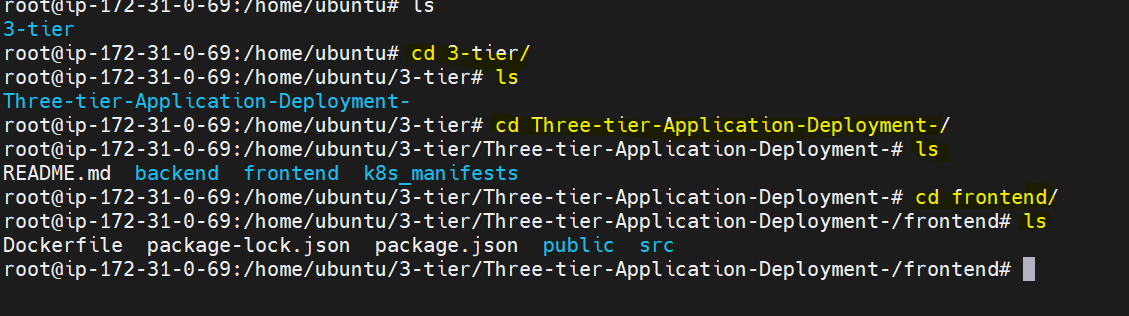 root@ip-172-31-0-69:/home/ubuntu# ls
3-tier
root@ip-172-31-0-69:/home/ubuntu# cd 3-tier/
root@ip-172-31-0-69:/home/ubuntu/3-tier# ls
Three-tier-Application-Deployment-
root@ip-172-31-0-69:/home/ubuntu/3-tier# cd Three-tier-Application-Deployment-/
root@ip-172-31-0-69:/home/ubuntu/3-tier/Three-tier-Application-Deployment-# ls
README.md  backend  frontend  k8s_manifests
root@ip-172-31-0-69:/home/ubuntu/3-tier/Three-tier-Application-Deployment-# cd frontend/
root@ip-172-31-0-69:/home/ubuntu/3-tier/Three-tier-Application-Deployment-/frontend# ls
Dockerfile  package-lock.json  package.json  public  src
root@ip-172-31-0-69:/home/ubuntu/3-tier/Three-tier-Application-Deployment-/frontend#